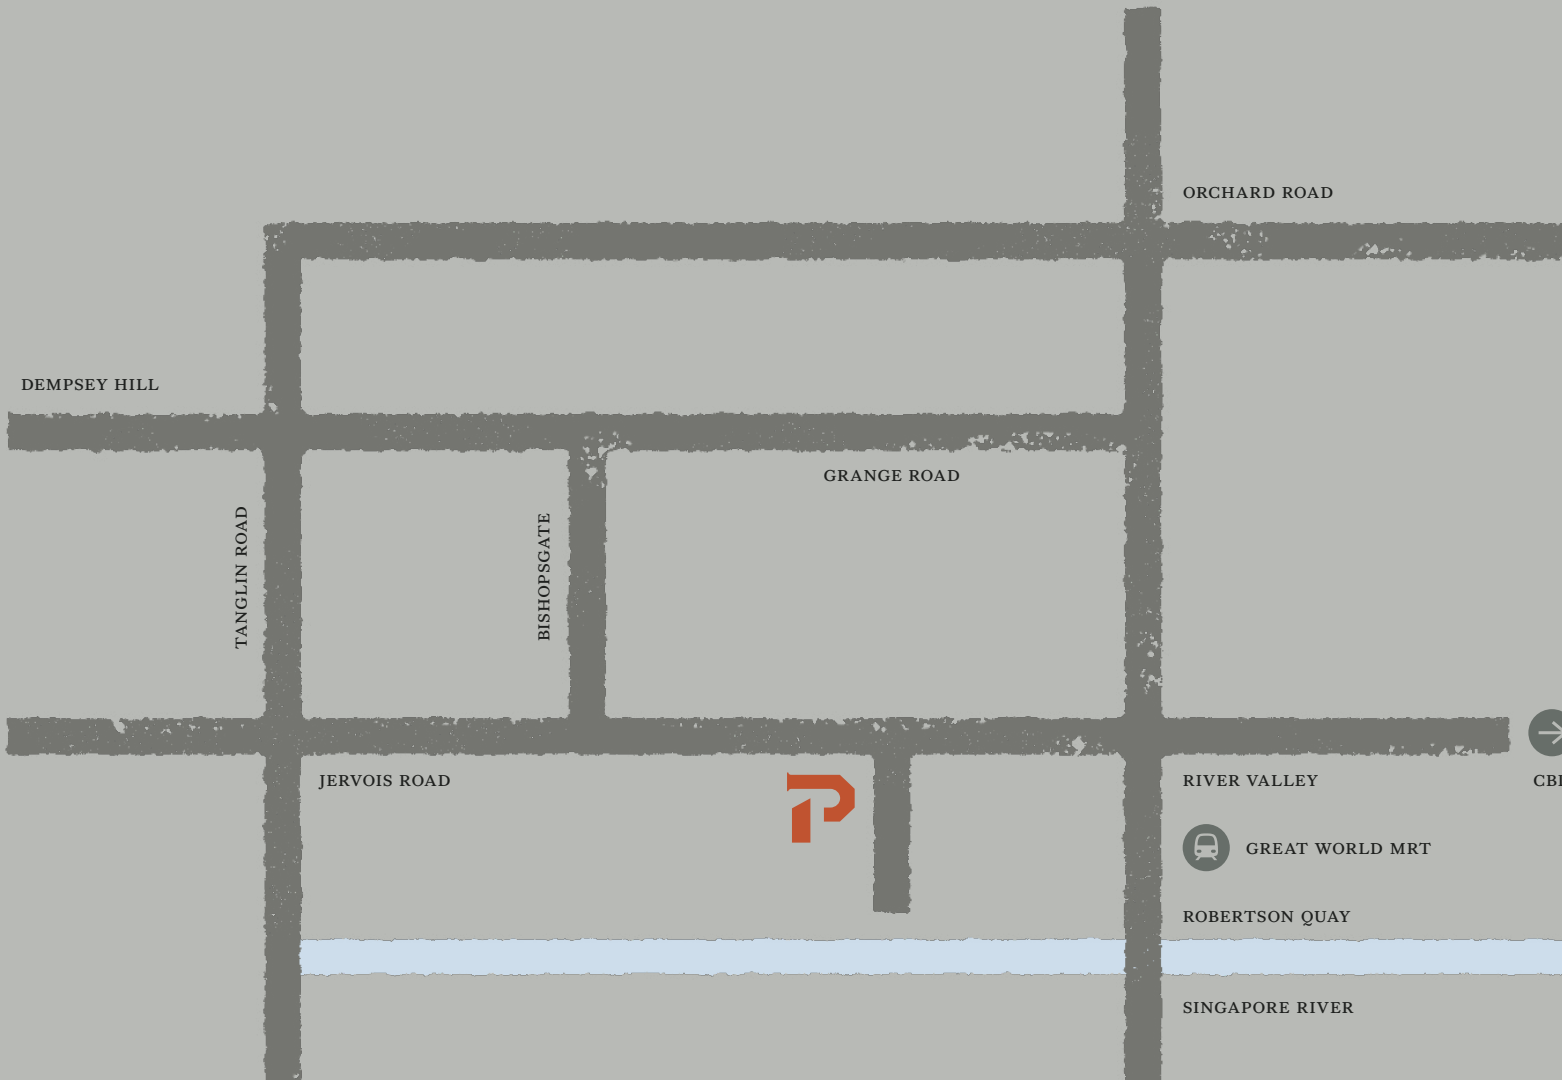 ORCHARD ROAD
DEMPSEY HILL
GRANGE ROAD
TANGLIN ROAD
BISHOPSGATE
JERVOIS ROAD
P
RIVER VALLEY
GREAT WORLD MRT
ROBERTSON QUAY
SINGAPORE RIVER